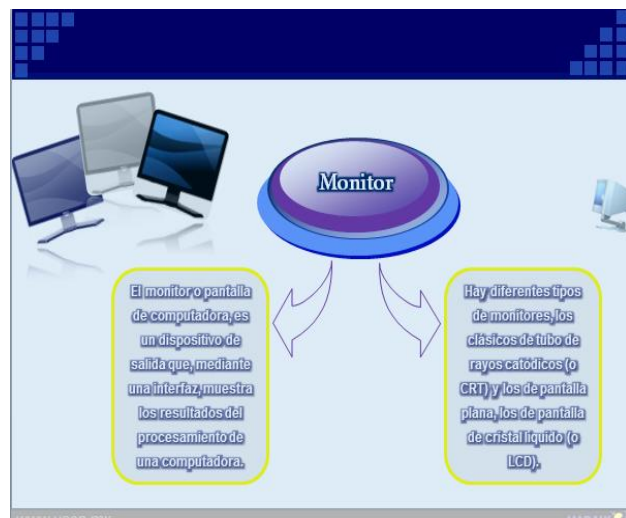 Monitor
El monitor o pantalla
de computadora, es
un dispositivo de
salida que, mediante
una interfaz, muestra
los resultados del
procesamiento de
una computadora.
Hay diferentes tipos
de monitores, los
clásicos de tubo de
rayos catódicos (o
CRT) y los de pantalla
plana, los de pantalla
de cristal líquido (o
LCD).